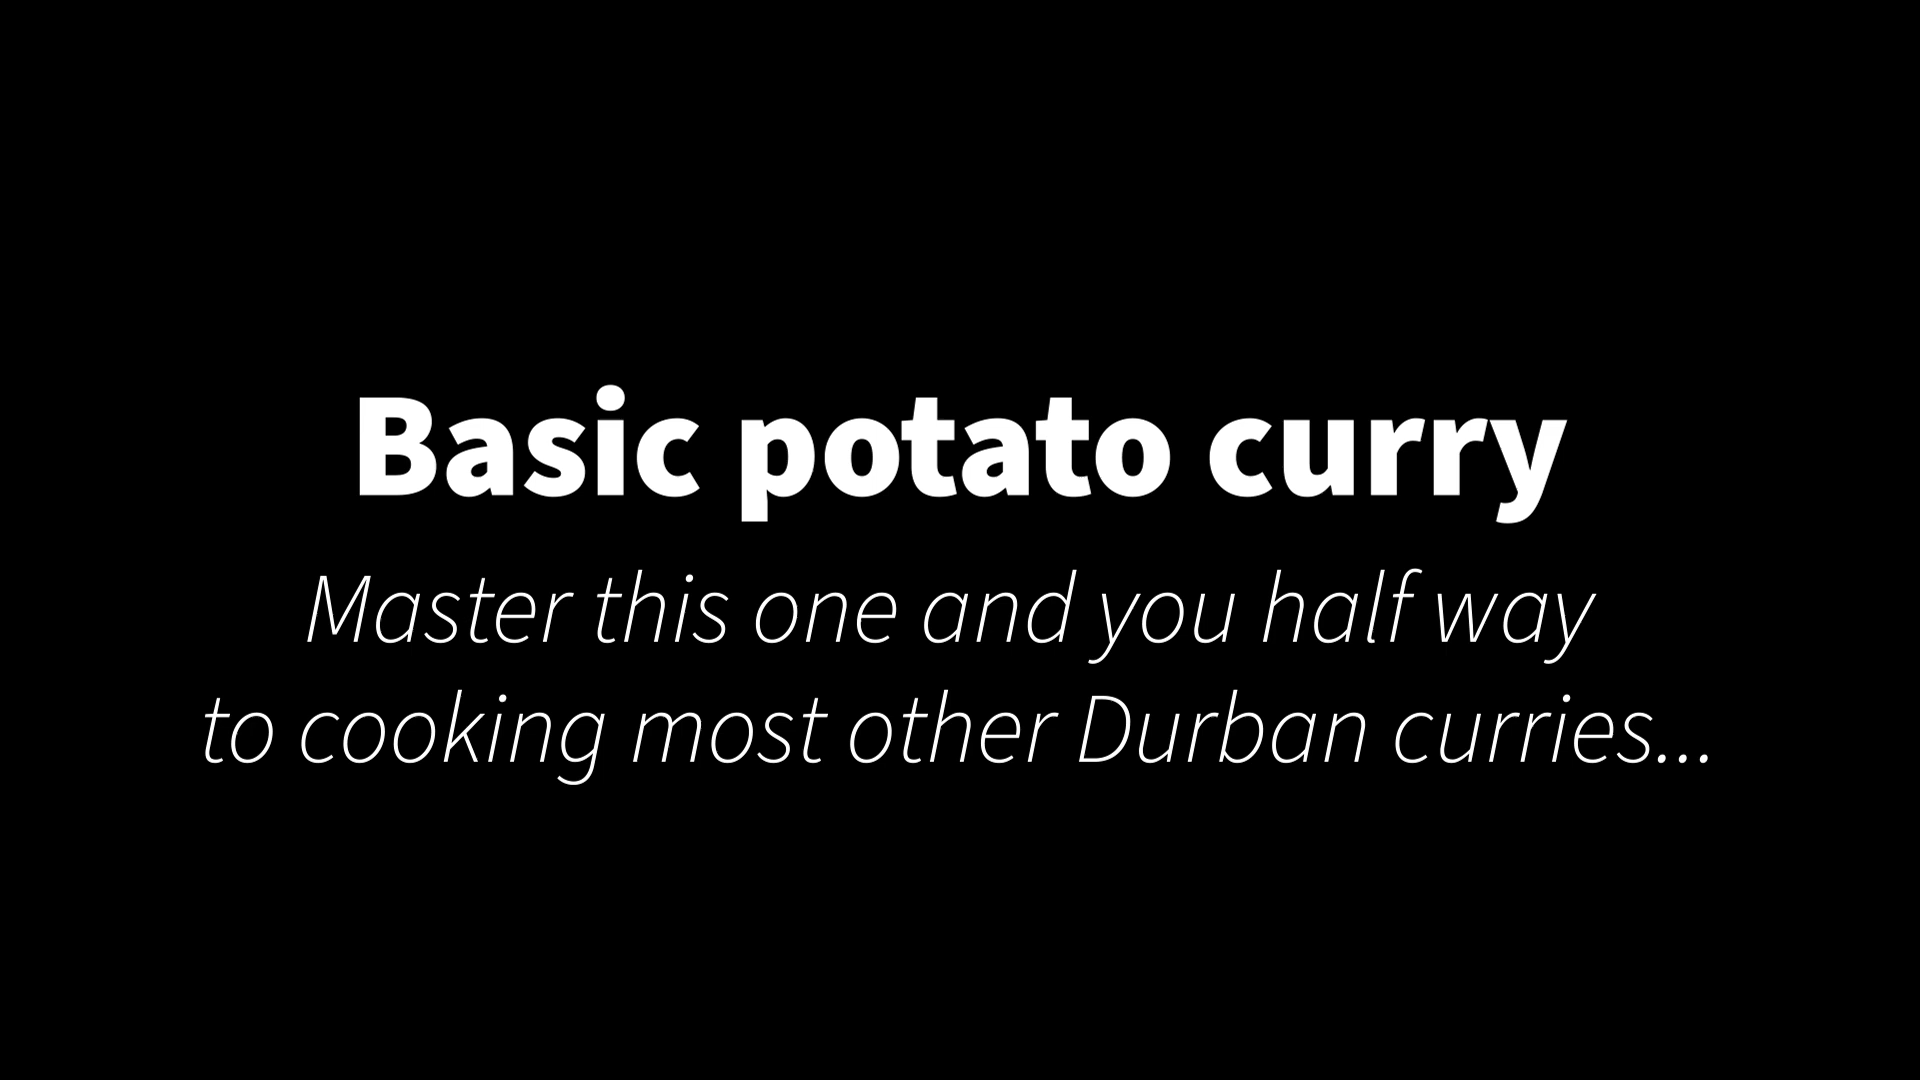 Basic potato curry
Master this one and you half way
to cooking most other Durban curries...